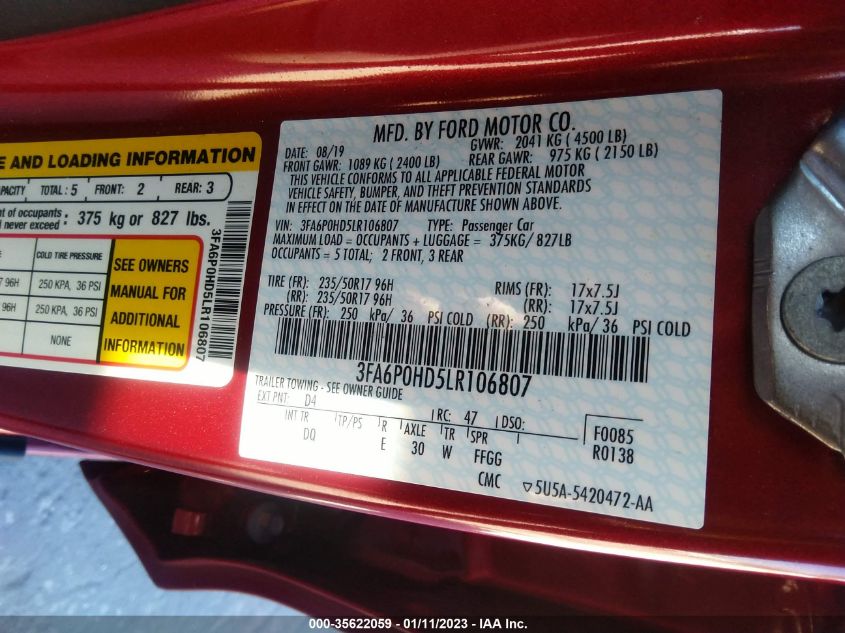 E AND LOADING INFORMATION
PACITY TOTAL: 5 FRONT: 2 REAR: 3
nt of occupants
l never exceed : 375 kg or 827 lbs.
COLD TIRE PRESSURE
7 96H 250 KPA, 36 PSI
96H 250 KPA, 36 PSI
NONE
SEE OWNERS
MANUAL FOR
ADDITIONAL
INFORMATION
3FA6P0HD5LR106807
MFD. BY FORD MOTOR CO.
DATE: 08/19 GVWR: 2041 KG ( 4500 LB)
FRONT GAWR: 1089 KG ( 2400 LB) REAR GAWR: 975 KG ( 2150 LB)
THIS VEHICLE CONFORMS TO ALL APPLICABLE FEDERAL MOTOR
VEHICLE SAFETY, BUMPER, AND THEFT PREVENTION STANDARDS
IN EFFECT ON THE DATE OF MANUFACTURE SHOWN ABOVE.
VIN: 3FA6P0HD5LR106807 TYPE: Passenger Car
MAXIMUM LOAD = OCCUPANTS + LUGGAGE = 375KG/ 827LB
OCCUPANTS = 5 TOTAL; 2 FRONT, 3 REAR
TIRE (FR): 235/50R17 96H RIMS (FR): 17x7.5J
(RR): 235/50R17 96H (RR): 17x7.5J
PRESSURE (FR): 250 kPa/ 36 PSI COLD (RR): 250 kPa/ 36 PSI COLD
3FA6P0HD5LR106807
TRAILER TOWING - SEE OWNER GUIDE
EXT PNT: D4 RC: 47 DSO:
INT TR TP/PS R AXLE TR SPR F0085
DQ E 30 W FFGG R0138
CMC ▽5U5A-5420472-AA
000-35622059 - 01/11/2023 - IAA Inc.